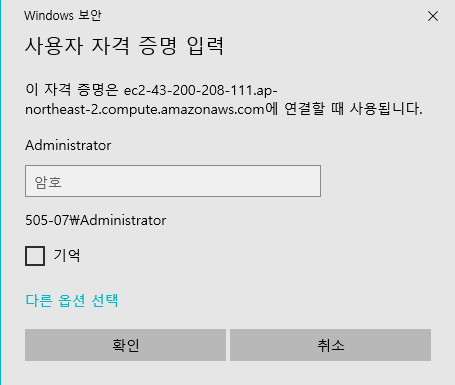 Windows 보안
사용자 자격 증명 입력
이 자격 증명은 ec2-43-200-208-111.ap-
northeast-2.compute.amazonaws.com에 연결할 때 사용됩니다.
Administrator
암호
505-07₩Administrator
기억
다른 옵션 선택
확인
취소